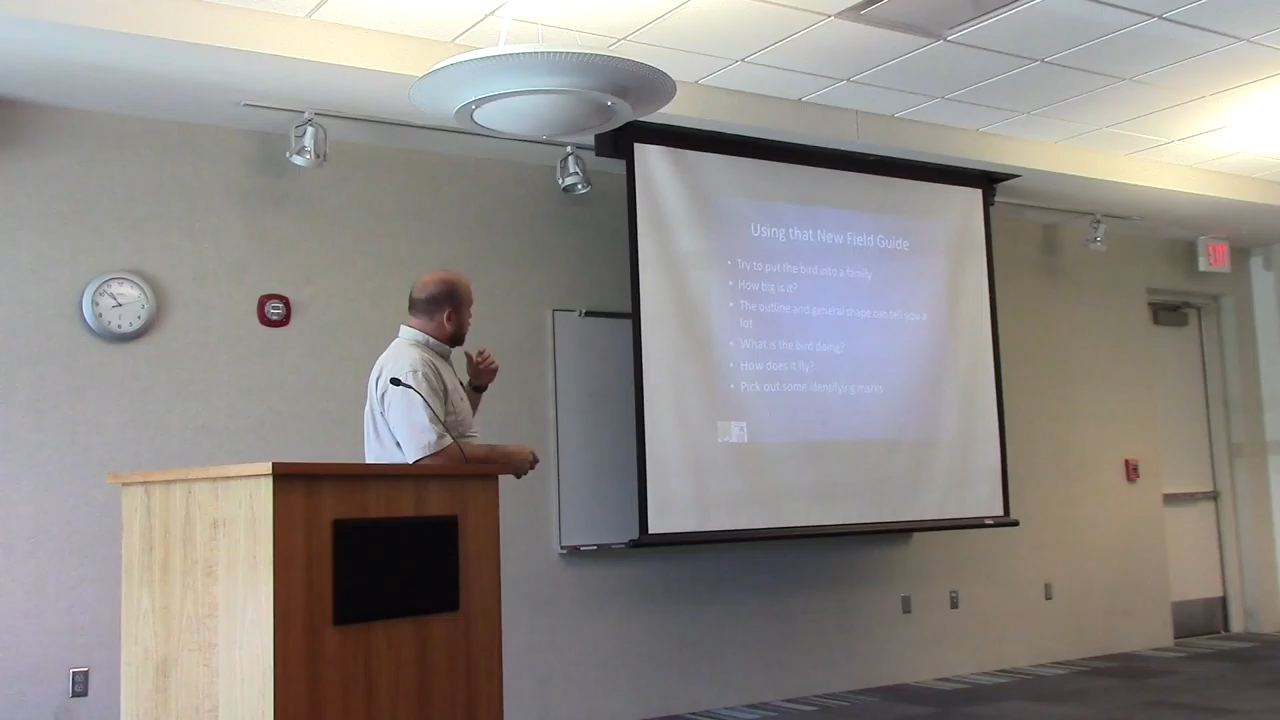 Using that New Field Guide
• Try to put the bird into a family
• How big is it?
• The outline and general shape can tell you a
lot
• What is the bird doing?
• How does it fly?
• Pick out some identifying marks
EXIT